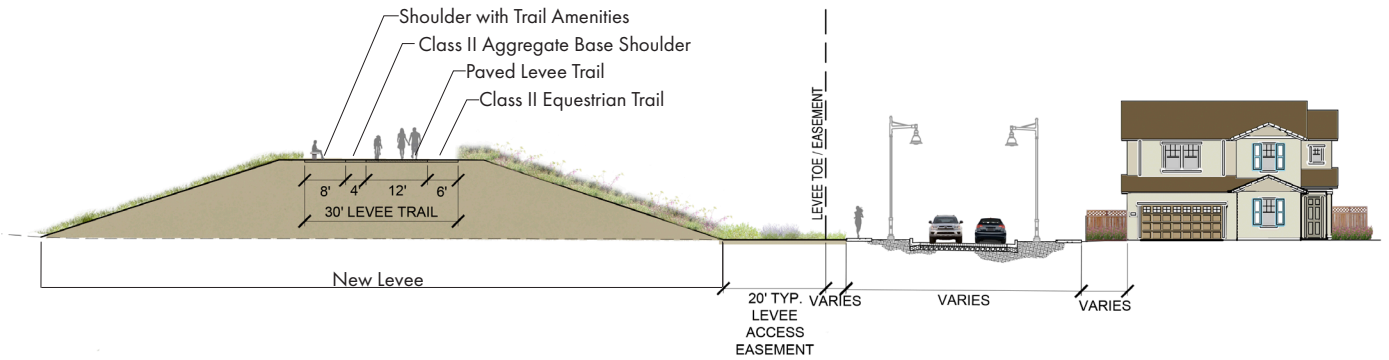 Shoulder with Trail Amenities
Class II Aggregate Base Shoulder
Paved Levee Trail
Class II Equestrian Trail
LEVEE TOE / EASEMENT
8' 4' 12' 6'
30' LEVEE TRAIL
New Levee
20' TYP.
LEVEE
ACCESS
EASEMENT
VARIES
VARIES
VARIES